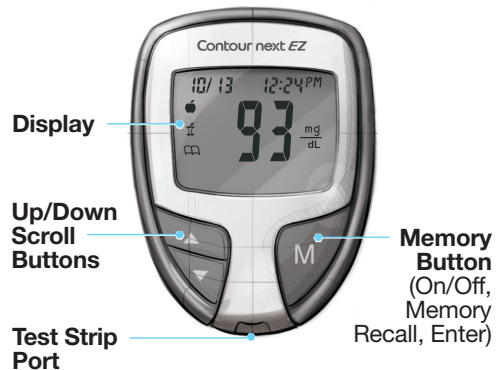 Contour next EZ
10/13 12:24PM
93 mg/dL
Display
Up/Down
Scroll
Buttons
M
Memory
Button
(On/Off,
Memory
Recall, Enter)
Test Strip
Port